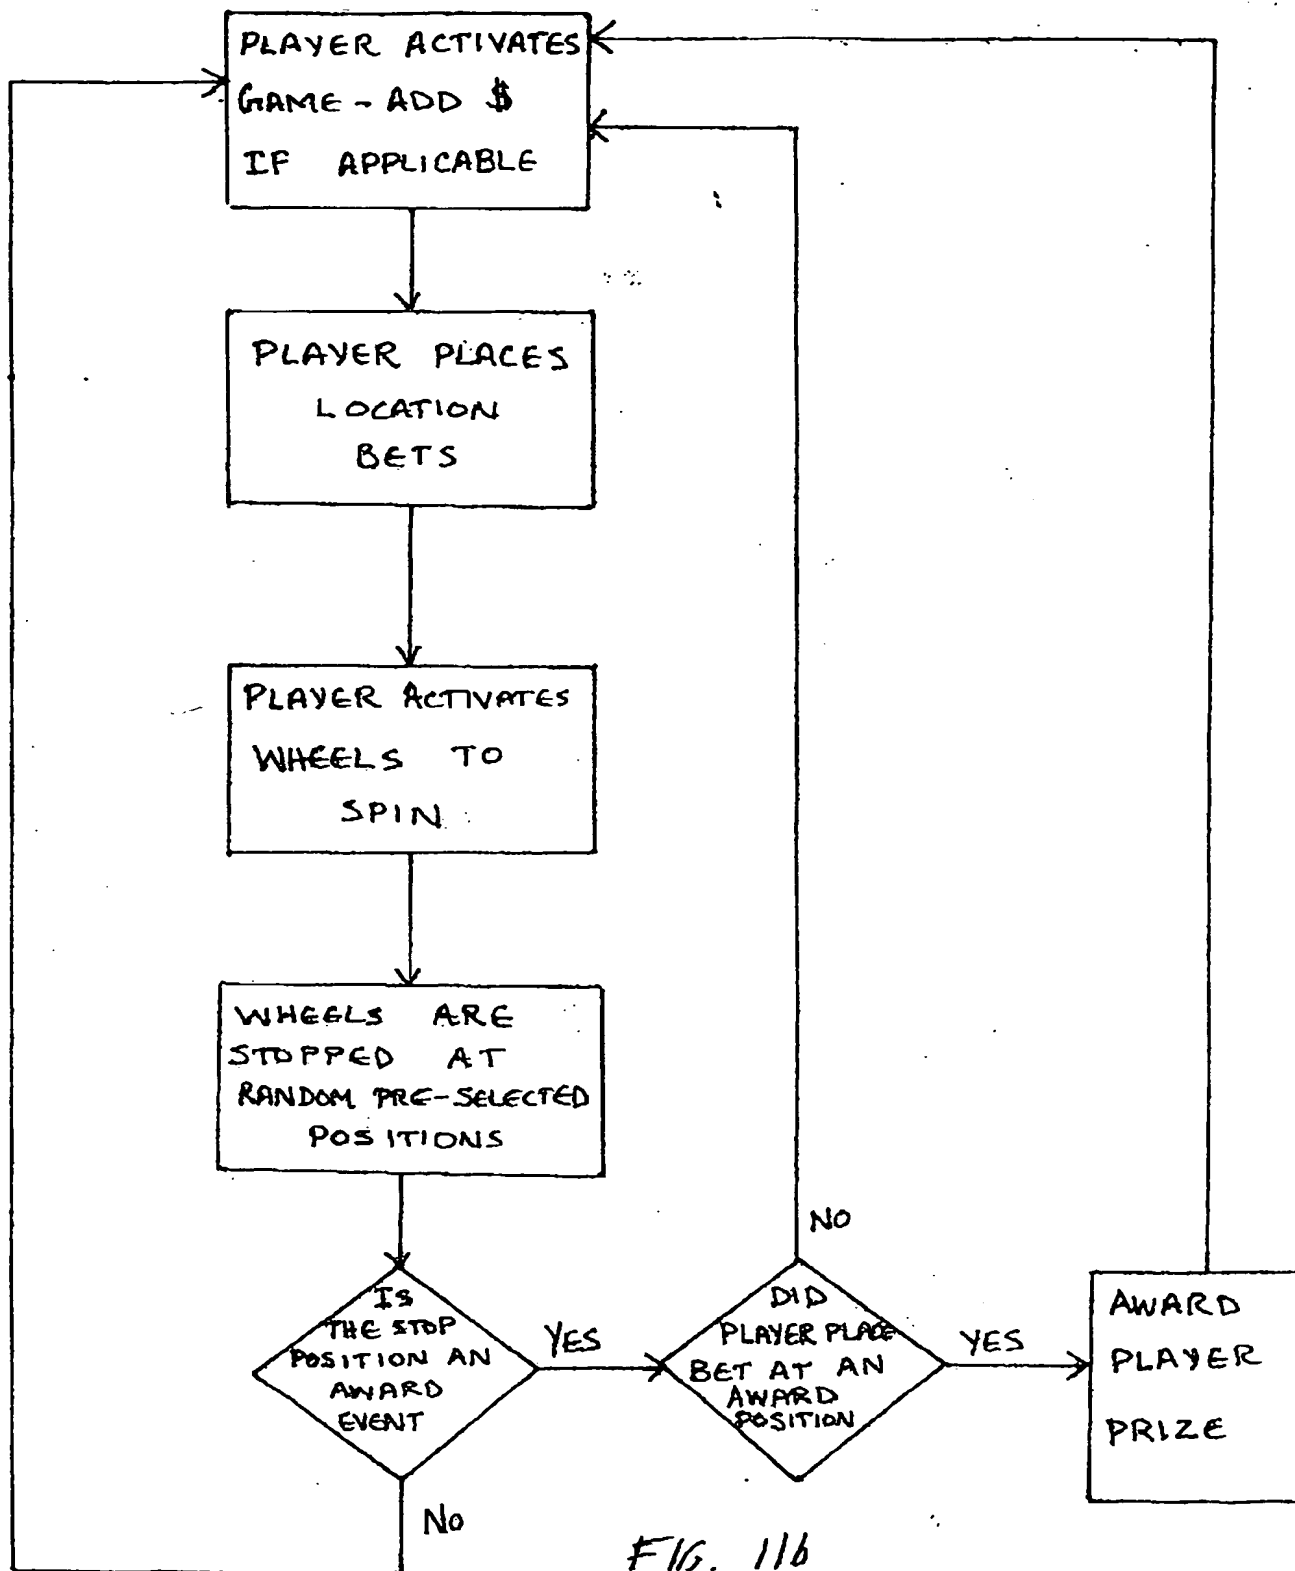 PLAYER ACTIVATES
GAME - ADD $
IF APPLICABLE
PLAYER PLACES
LOCATION
BETS
PLAYER ACTIVATES
WHEELS TO
SPIN
WHEELS ARE
STOPPED AT
RANDOM PRE-SELECTED
POSITIONS
IS
THE STOP
POSITION AN
AWARD
EVENT
YES
NO
DID
PLAYER PLACE
BET AT AN
AWARD
POSITION
NO
YES
AWARD
PLAYER
PRIZE
FIG. 11b